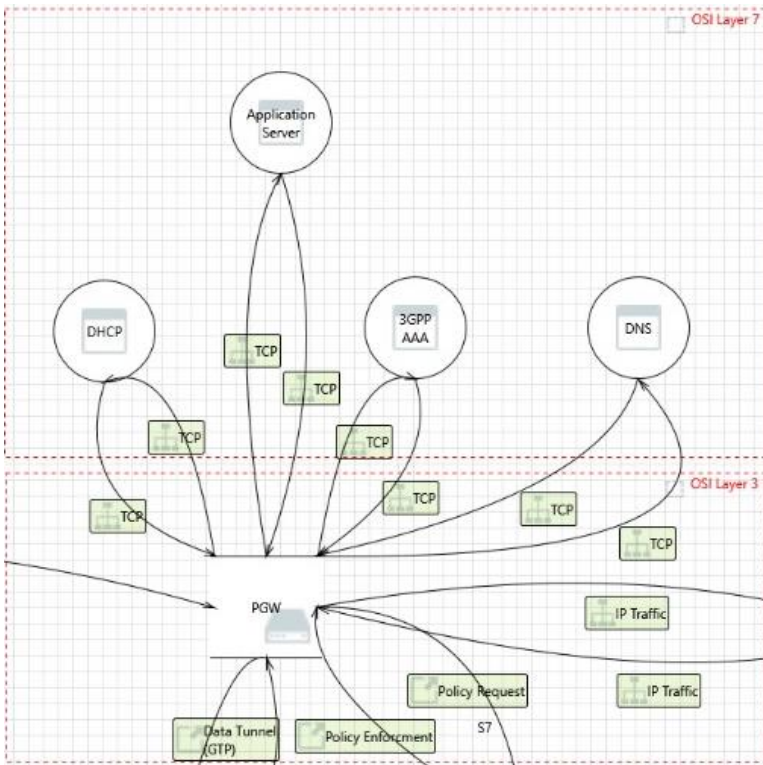 OSI Layer 7
Application
Server
DHCP
3GPP
AAA
DNS
TCP
TCP
TCP
TCP
OSI Layer 3
TCP
TCP
TCP
TCP
PGW
IP Traffic
Policy Request
IP Traffic
S7
Data Tunnel
(GTP)
Policy Enforcment